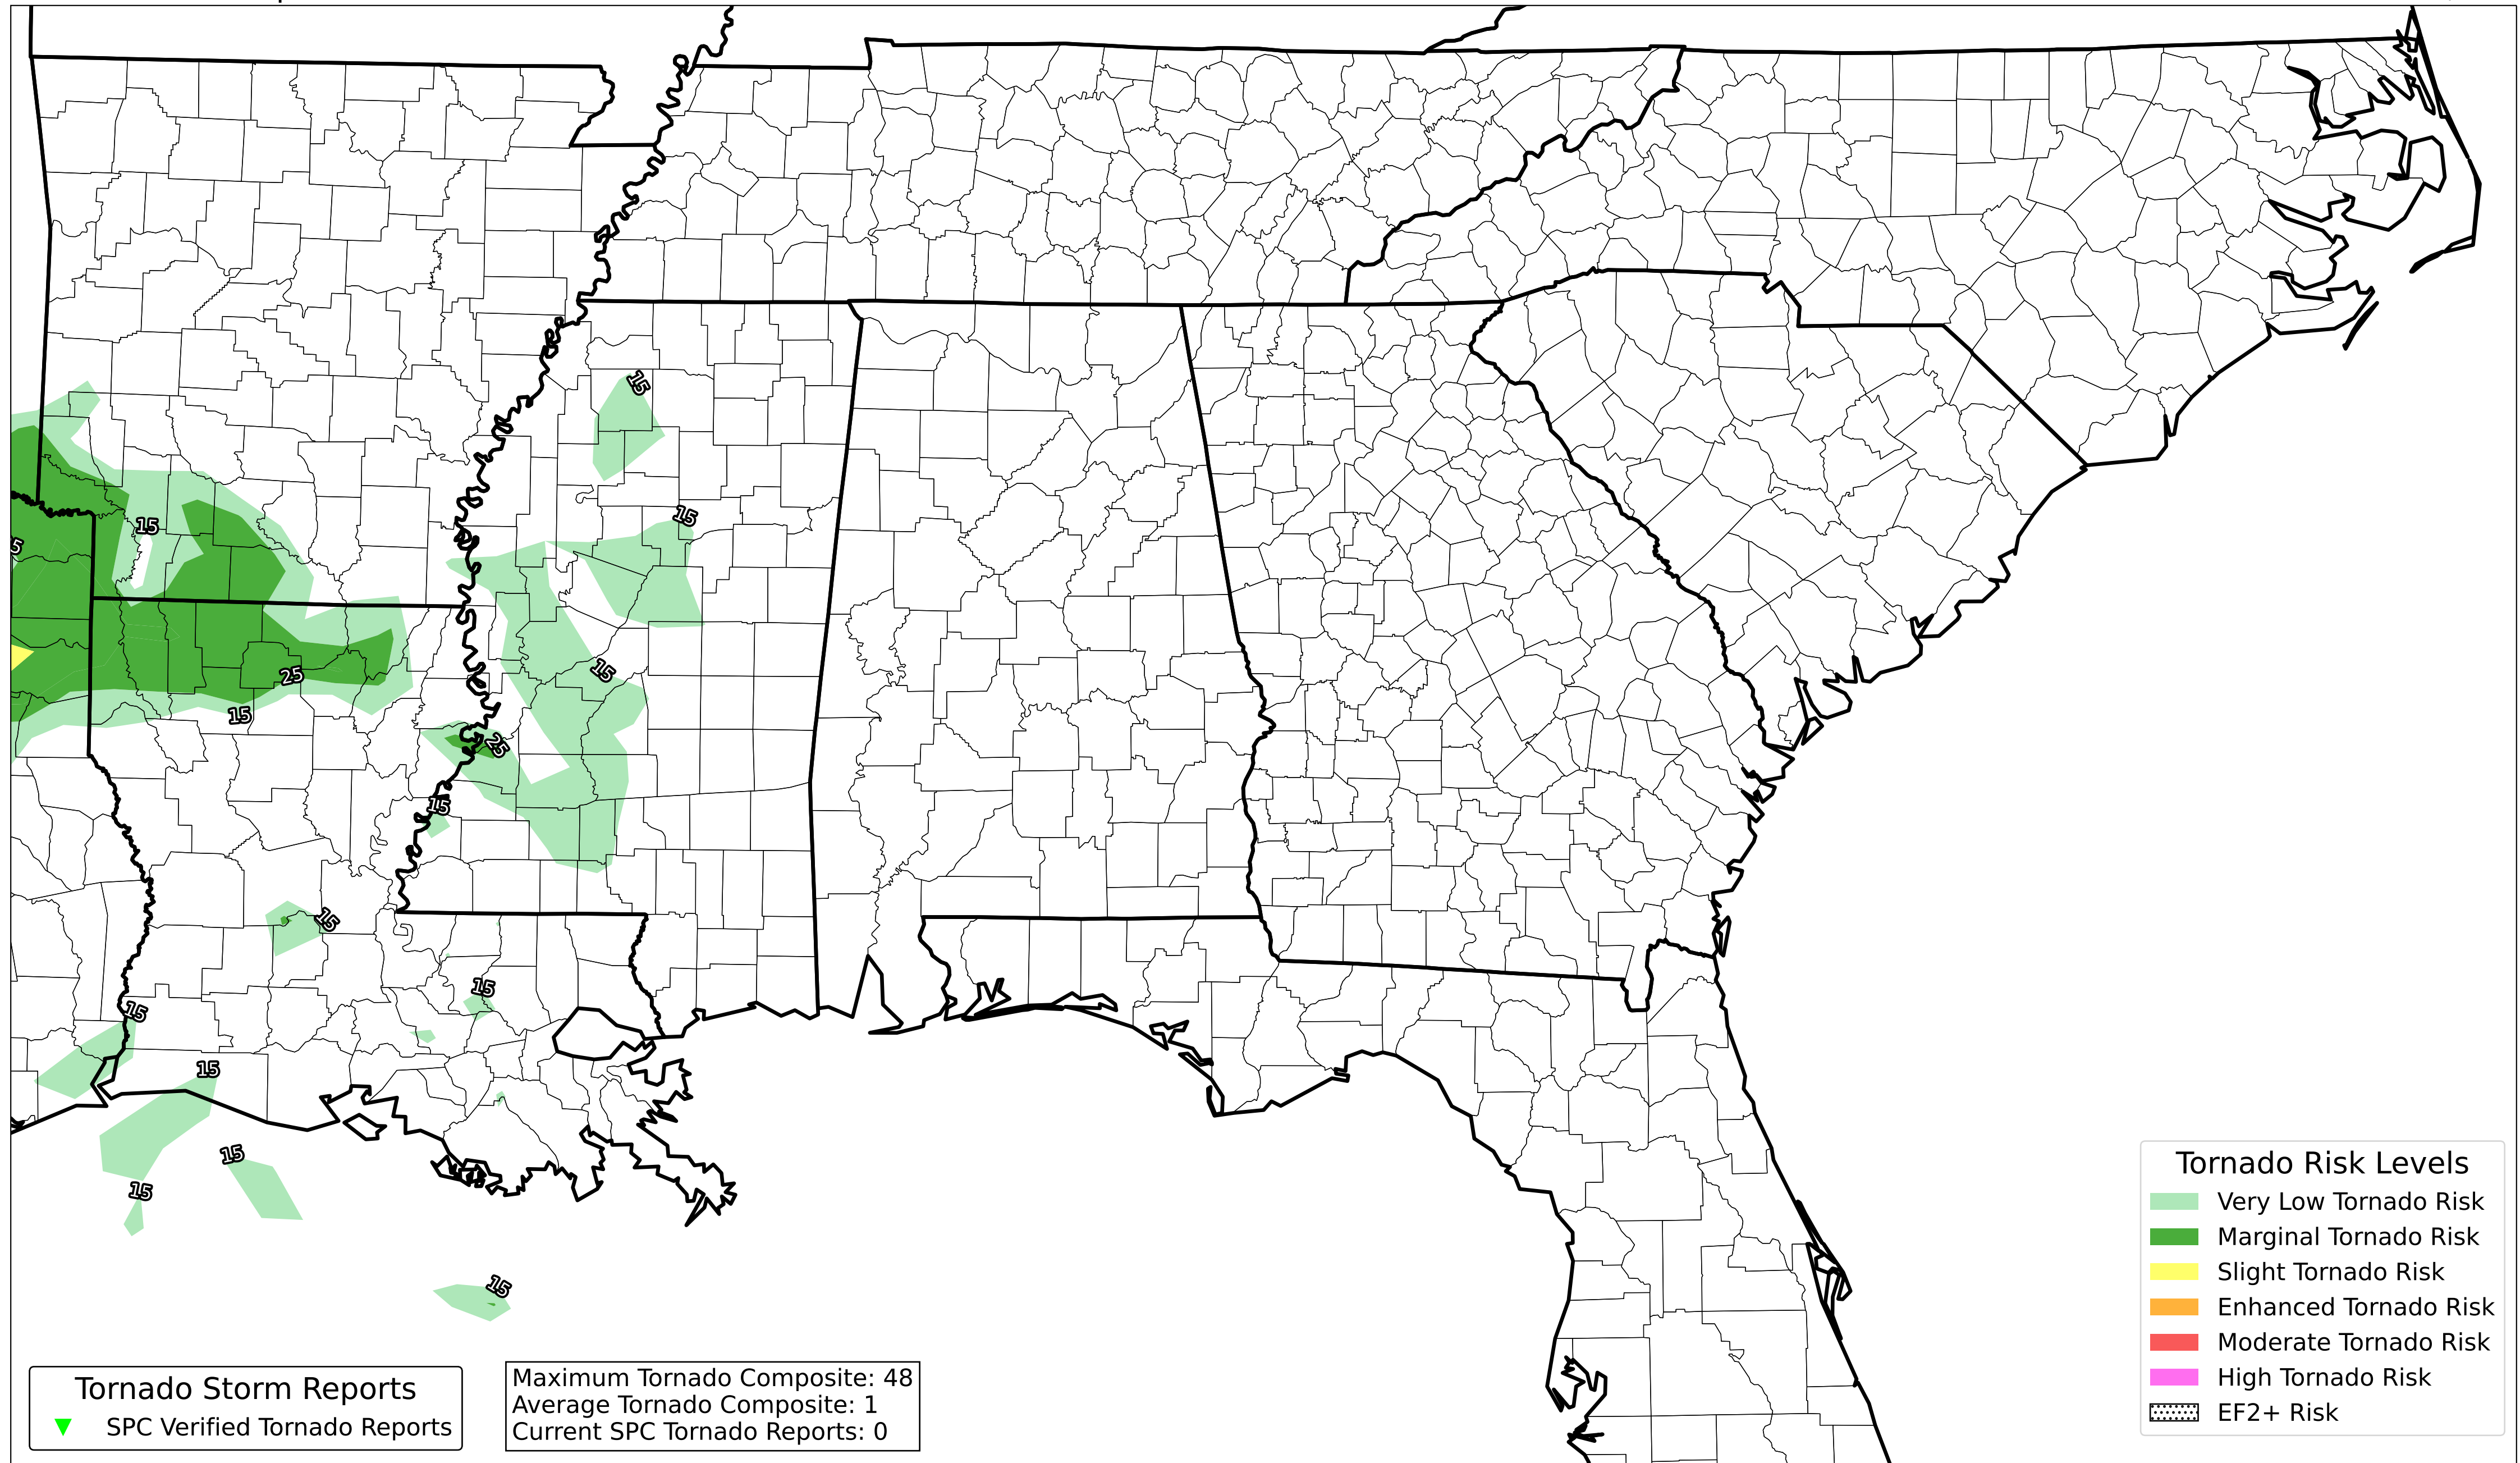 15
15
15
5
25
15
15
25
15
15
15
15
15
15
15
15
Tornado Risk Levels
Very Low Tornado Risk
Marginal Tornado Risk
Slight Tornado Risk
Enhanced Tornado Risk
Moderate Tornado Risk
High Tornado Risk
EF2+ Risk
Tornado Storm Reports
SPC Verified Tornado Reports
Maximum Tornado Composite: 48
Average Tornado Composite: 1
Current SPC Tornado Reports: 0